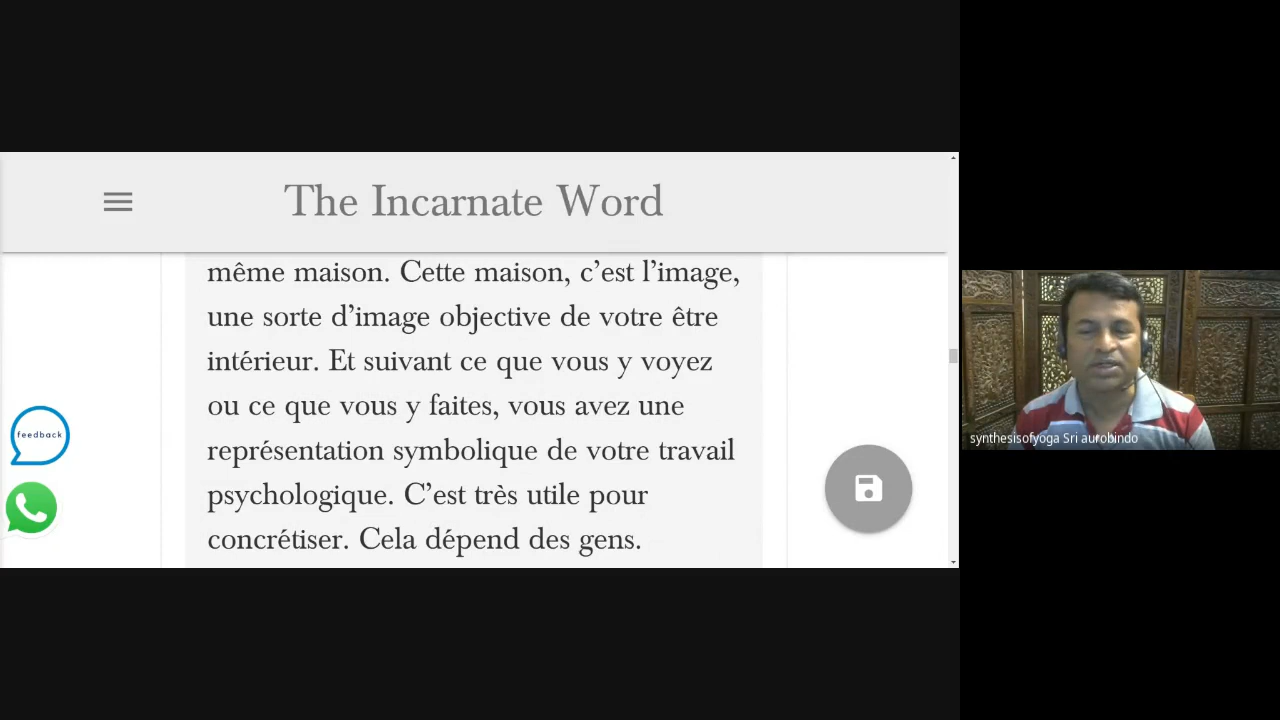 The Incarnate Word
même maison. Cette maison, c’est l’image,
une sorte d’image objective de votre être
intérieur. Et suivant ce que vous y voyez
ou ce que vous y faites, vous avez une
représentation symbolique de votre travail
psychologique. C’est très utile pour
concrétiser. Cela dépend des gens.
feedback
synthesisofyoga Sri aurobindo